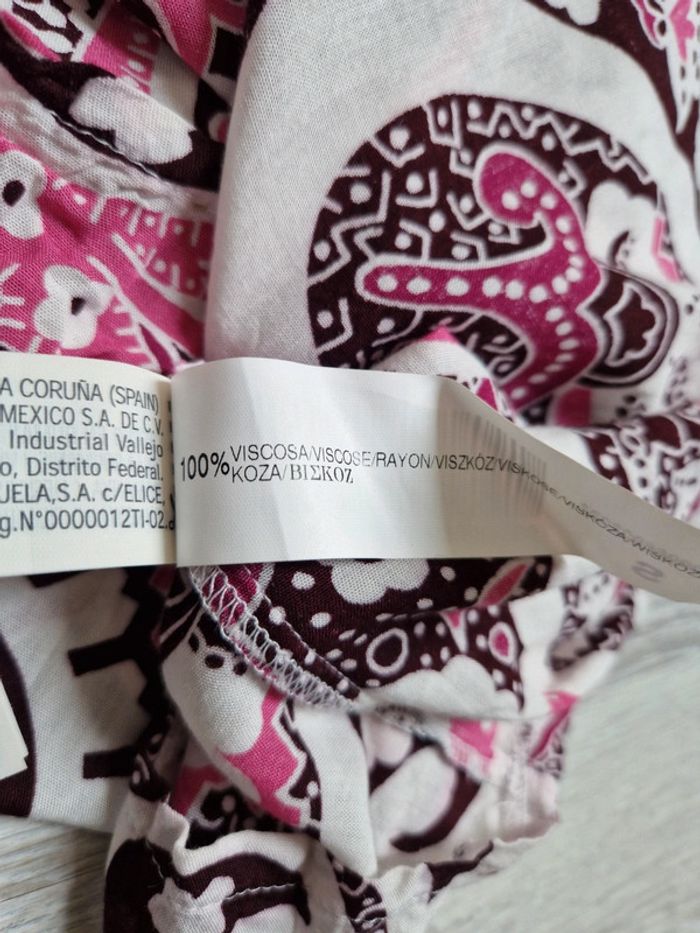 A CORUÑA (SPAIN)
MEXICO S.A. DE C.V.
Industrial Vallejo
o, Distrito Federal.
UELA,S.A. c/ELICE,
g.N°0000012TI-02.
100% VISCOSA/VISCOSE/RAYON/VISZKÓZ/VISKOSE/VISKÓZA/WISKOZ
KOZA/ΒΙΣΚΟΖ